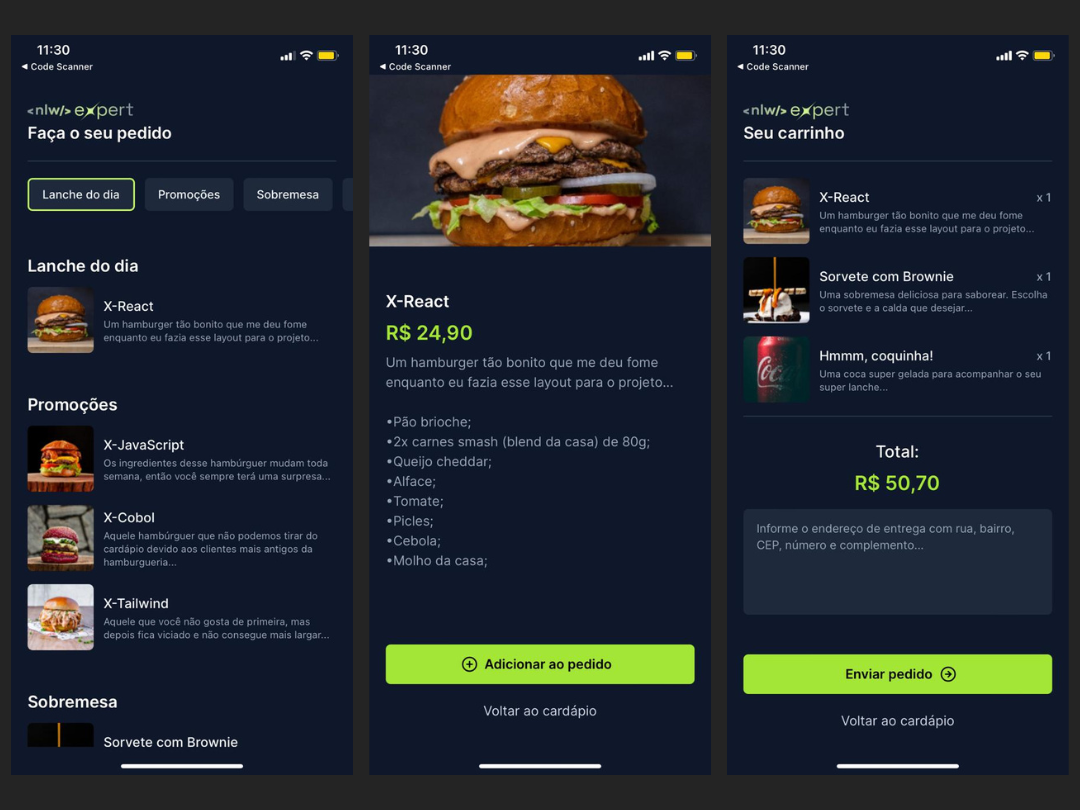 11:30
◀ Code Scanner
<nlw/> expert
Faça o seu pedido
Lanche do dia
Promoções
Sobremesa
Lanche do dia
X-React
Um hamburger tão bonito que me deu fome
enquanto eu fazia esse layout para o projeto...
Promoções
X-JavaScript
Os ingredientes desse hambúrguer mudam toda
semana, então você sempre terá uma surpresa...
X-Cobol
Aquele hambúrguer que não podemos tirar do
cardápio devido aos clientes mais antigos da
hamburgueria...
X-Tailwind
Aquele que você não gosta de primeira, mas
depois fica viciado e não consegue mais largar...
Sobremesa
Sorvete com Brownie
11:30
◀ Code Scanner
X-React
R$ 24,90
Um hamburger tão bonito que me deu fome
enquanto eu fazia esse layout para o projeto...
•Pão brioche;
•2x carnes smash (blend da casa) de 80g;
•Queijo cheddar;
•Alface;
•Tomate;
•Picles;
•Cebola;
•Molho da casa;
Adicionar ao pedido
Voltar ao cardápio
11:30
◀ Code Scanner
<nlw/> expert
Seu carrinho
X-React x 1
Um hamburger tão bonito que me deu fome
enquanto eu fazia esse layout para o projeto...
Sorvete com Brownie x 1
Uma sobremesa deliciosa para saborear. Escolha
o sorvete e a calda que desejar...
Hmmm, coquinha! x 1
Uma coca super gelada para acompanhar o seu
super lanche...
Total:
R$ 50,70
Informe o endereço de entrega com rua, bairro,
CEP, número e complemento...
Enviar pedido
Voltar ao cardápio